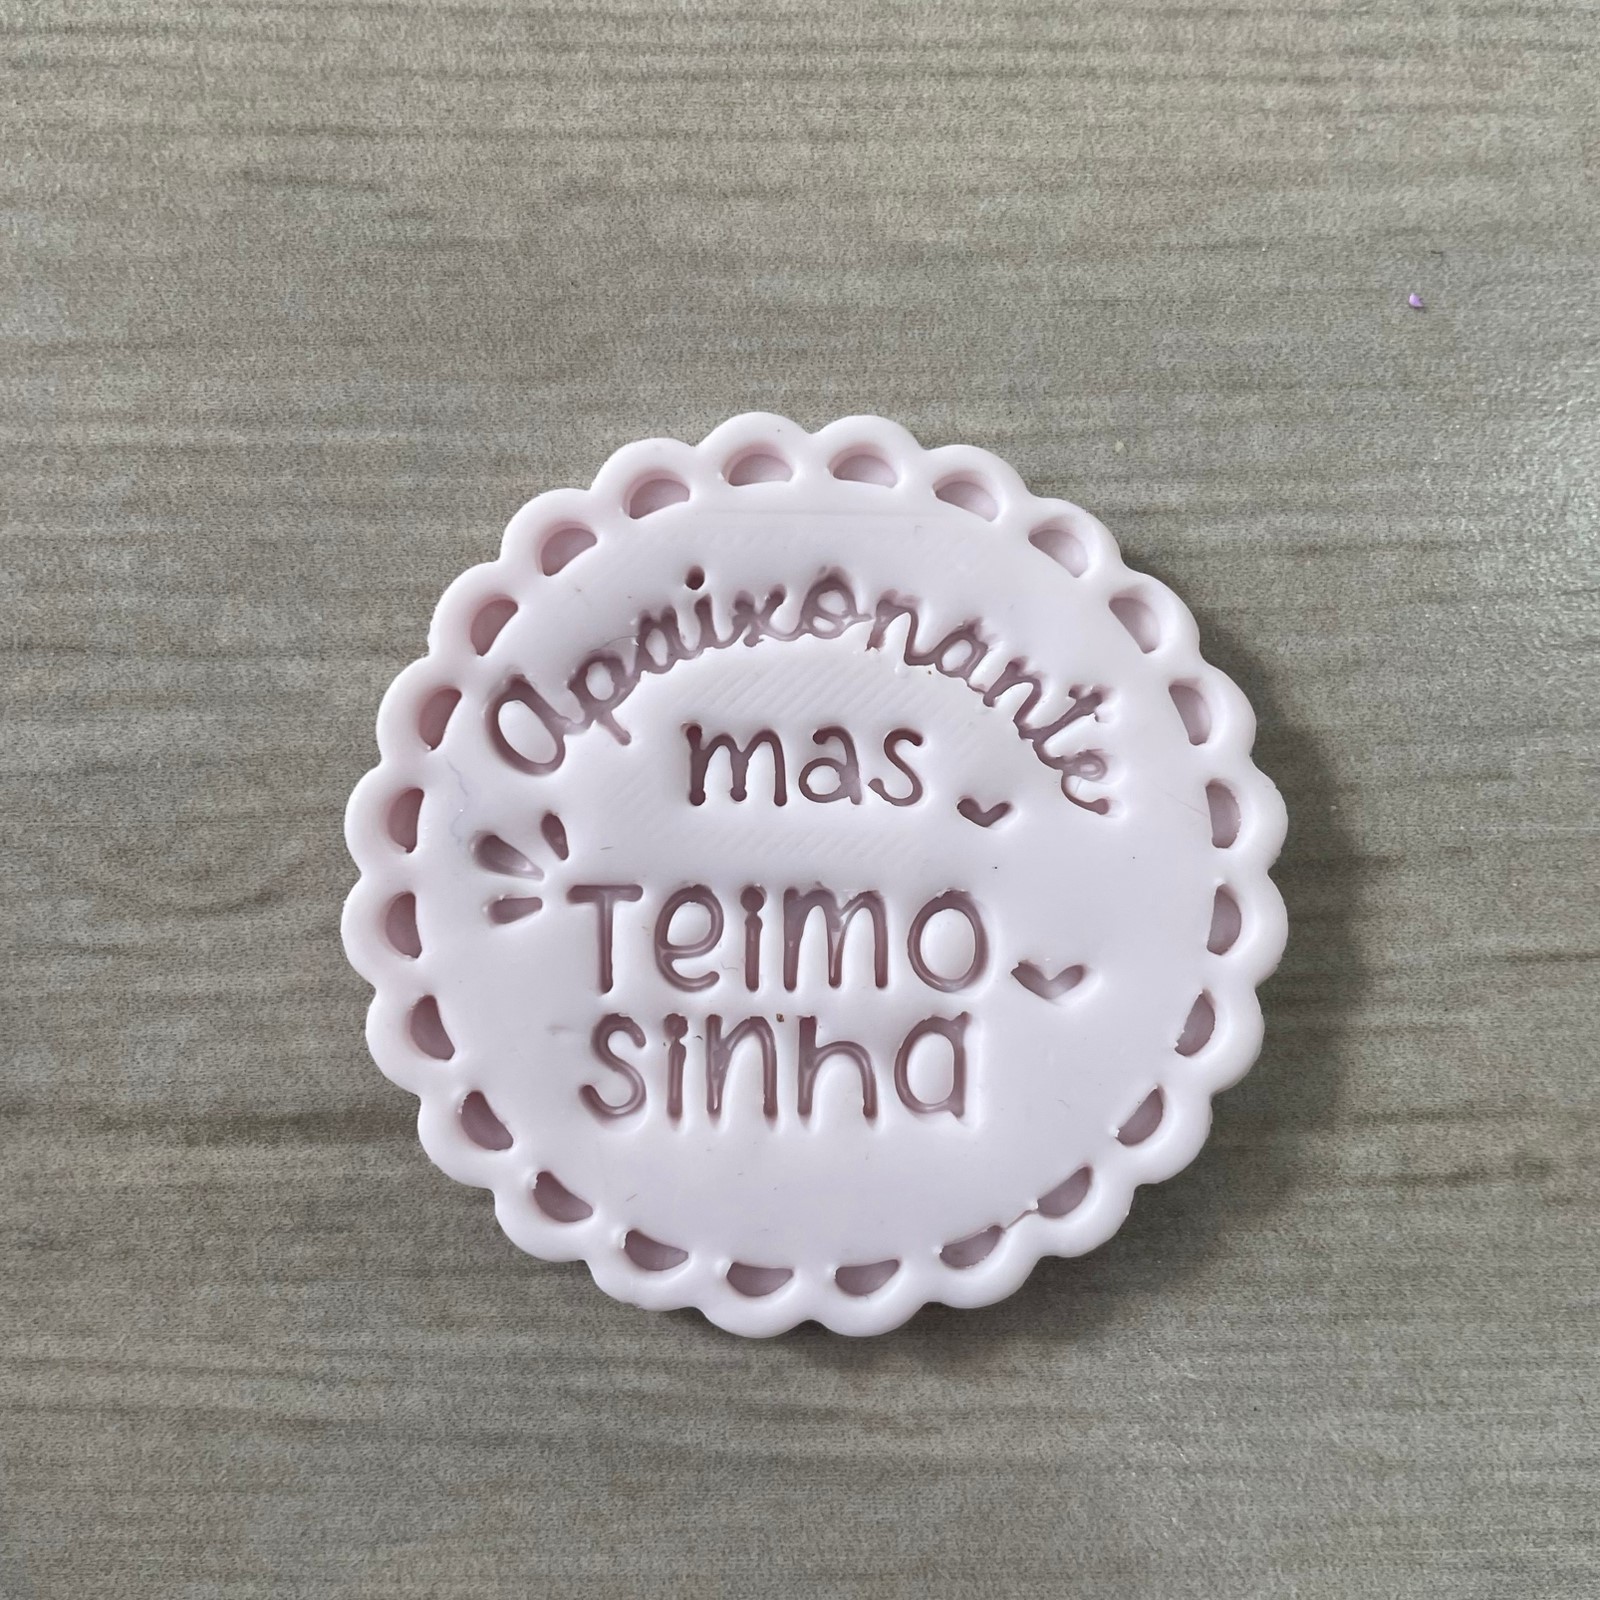 apaixonante
mas
Teimo
sinha